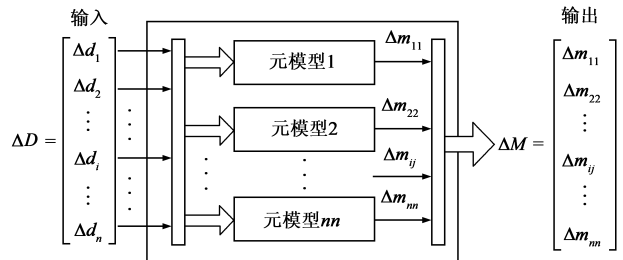 输入
输出
ΔD =
Δd₁
Δd₂
Δdᵢ
Δdₙ
元模型1
元模型2
元模型nn
Δm₁₁
Δm₂₂
Δmᵢⱼ
Δmₙₙ
ΔM =
Δm₁₁
Δm₂₂
Δmᵢⱼ
Δmₙₙ